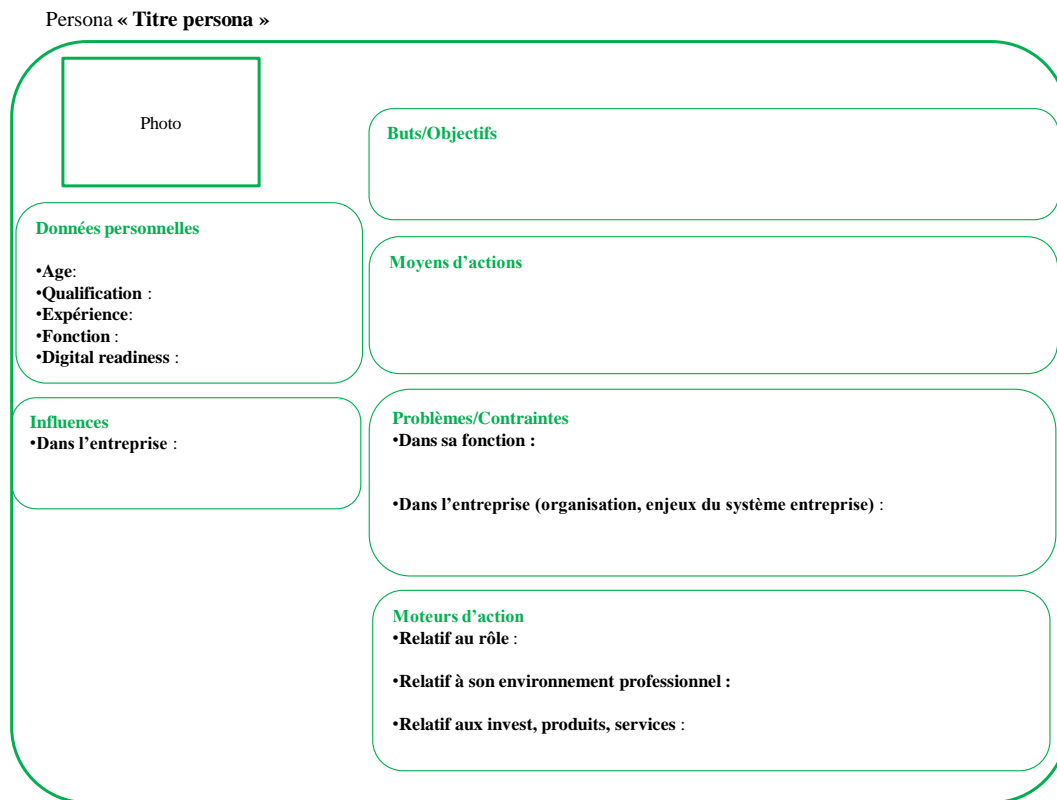 Persona « Titre persona »
Photo
Données personnelles
•Age:
•Qualification :
•Expérience:
•Fonction :
•Digital readiness :
Influences
•Dans l’entreprise :
Buts/Objectifs
Moyens d’actions
Problèmes/Contraintes
•Dans sa fonction :
•Dans l’entreprise (organisation, enjeux du système entreprise) :
Moteurs d’action
•Relatif au rôle :
•Relatif à son environnement professionnel :
•Relatif aux invest, produits, services :